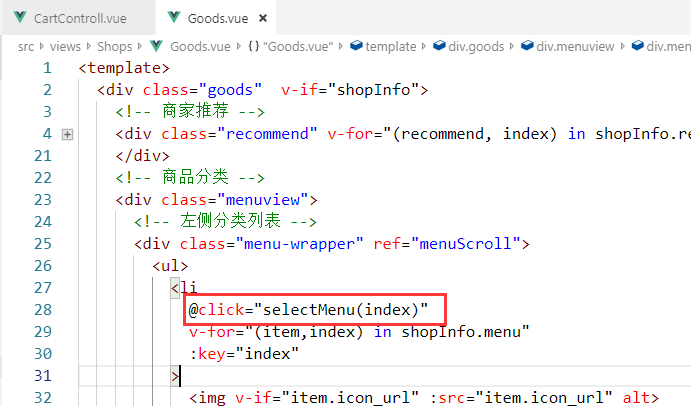 CartControll.vue Goods.vue ×
src > views > Shops > Goods.vue > {} "Goods.vue" > template > div.goods > div.menuview > div.me
1 <template>
2 <div class="goods"  v-if="shopInfo">
3 <!-- 商家推荐 -->
4 <div class="recommend" v-for="(recommend, index) in shopInfo.re
21 </div>
22 <!-- 商品分类 -->
23 <div class="menuview">
24 <!-- 左侧分类列表 -->
25 <div class="menu-wrapper" ref="menuScroll">
26 <ul>
27 <li
28 @click="selectMenu(index)"
29 v-for="(item,index) in shopInfo.menu"
30 :key="index"
31 >
32 <img v-if="item.icon_url" :src="item.icon_url" alt>